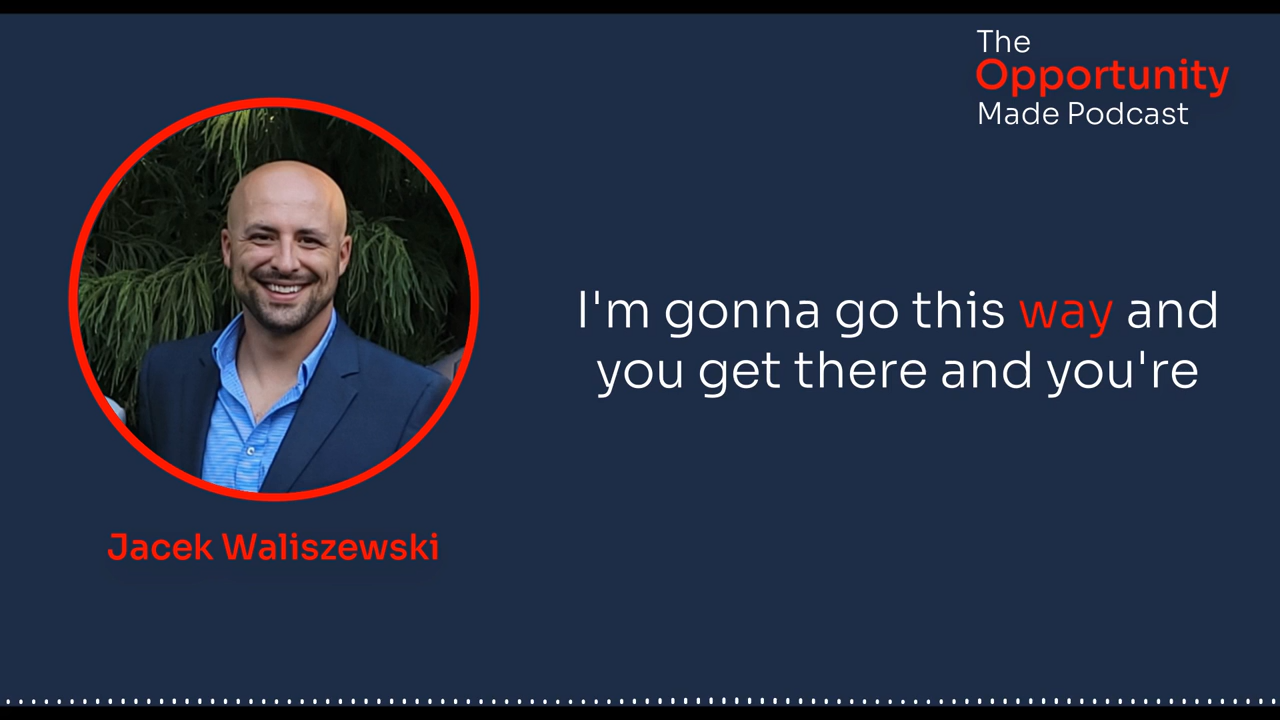 The
Opportunity
Made Podcast
I'm gonna go this way and
you get there and you're
Jacek Waliszewski